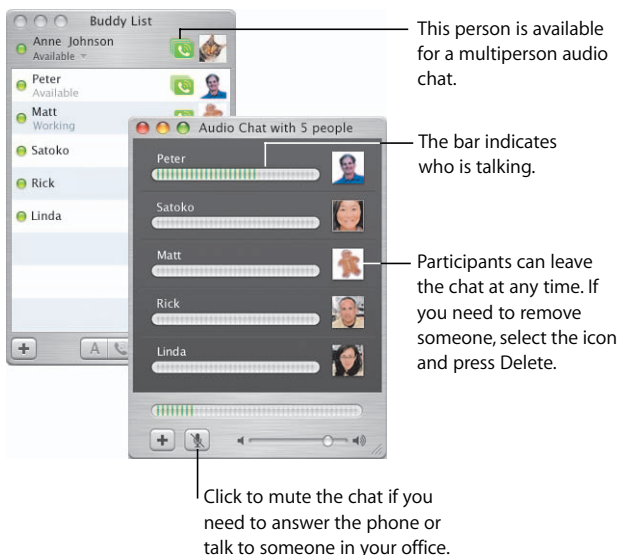 Buddy List
Anne Johnson
Available
Peter
Available
Matt
Working
Satoko
Rick
Linda
A
Audio Chat with 5 people
Peter
Satoko
Matt
Rick
Linda
This person is available
for a multiperson audio
chat.
The bar indicates
who is talking.
Participants can leave
the chat at any time. If
you need to remove
someone, select the icon
and press Delete.
Click to mute the chat if you
need to answer the phone or
talk to someone in your office.